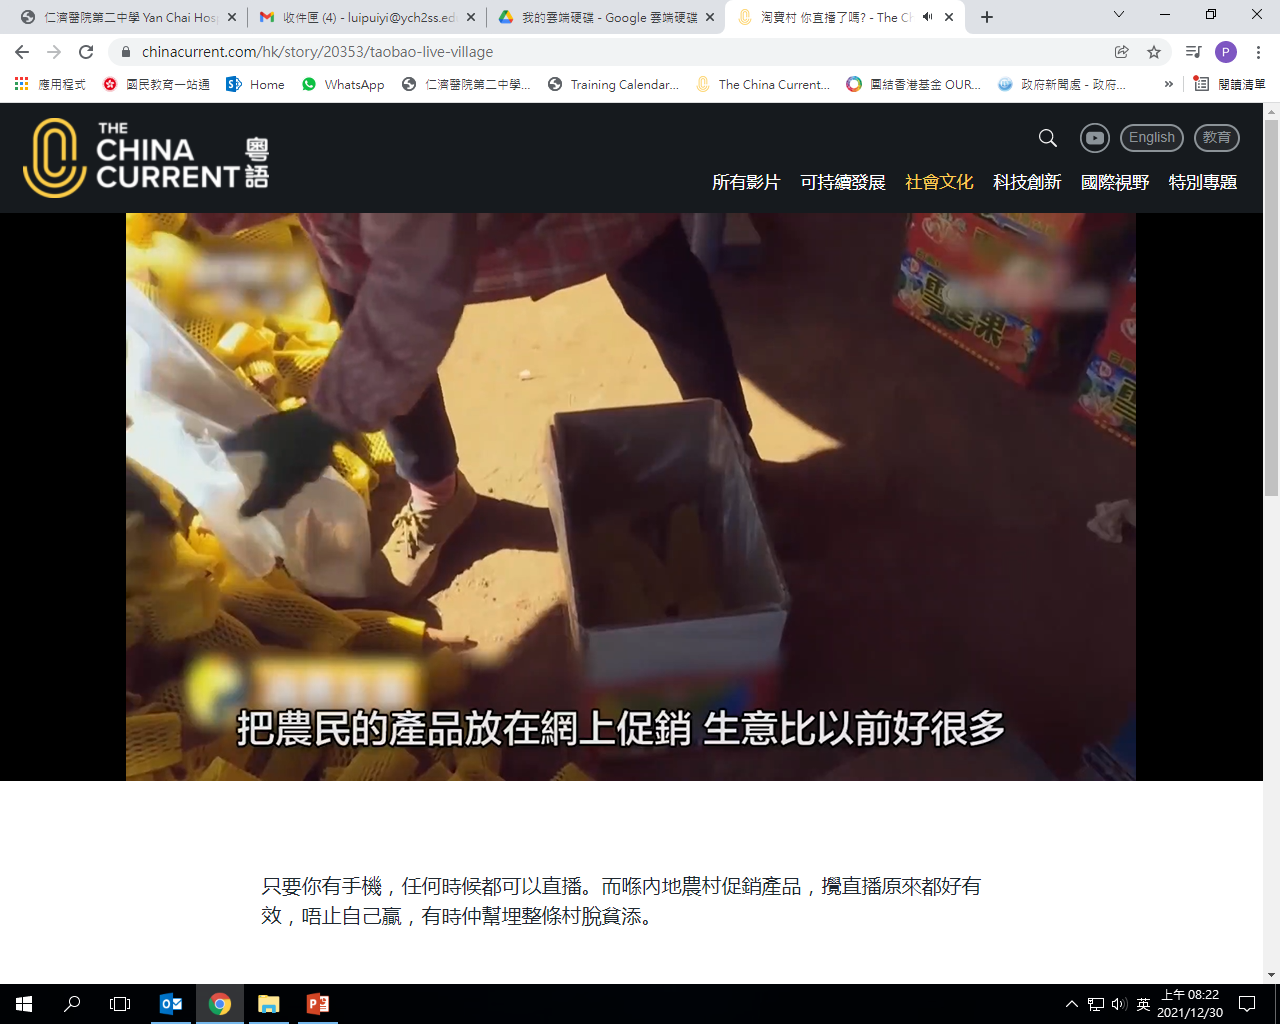 仁濟醫院第二中學 Yan Chai Hos
收件匣 (4) - luipuiyi@ych2ss.ed
我的雲端硬碟 - Google 雲端硬碟
淘寶村 你直播了嗎? - The Ch
chinacurrent.com/hk/story/20353/taobao-live-village
P
應用程式
國民教育一站通
Home
WhatsApp
仁濟醫院第二中學...
Training Calendar...
The China Current...
團結香港基金 OUR...
政府新聞處 - 政府...
»
閱讀清單
THE
CHINA
CURRENT
粵語
English
教育
所有影片
可持續發展
社會文化
科技創新
國際視野
特別專題
雪蓮果
把農民的產品放在網上促銷 生意比以前好很多
只要你有手機，任何時候都可以直播。而喺內地農村促銷產品，攪直播原來都好有
效，唔止自己贏，有時仲幫埋整條村脫貧添。
英
上午 08:22
2021/12/30